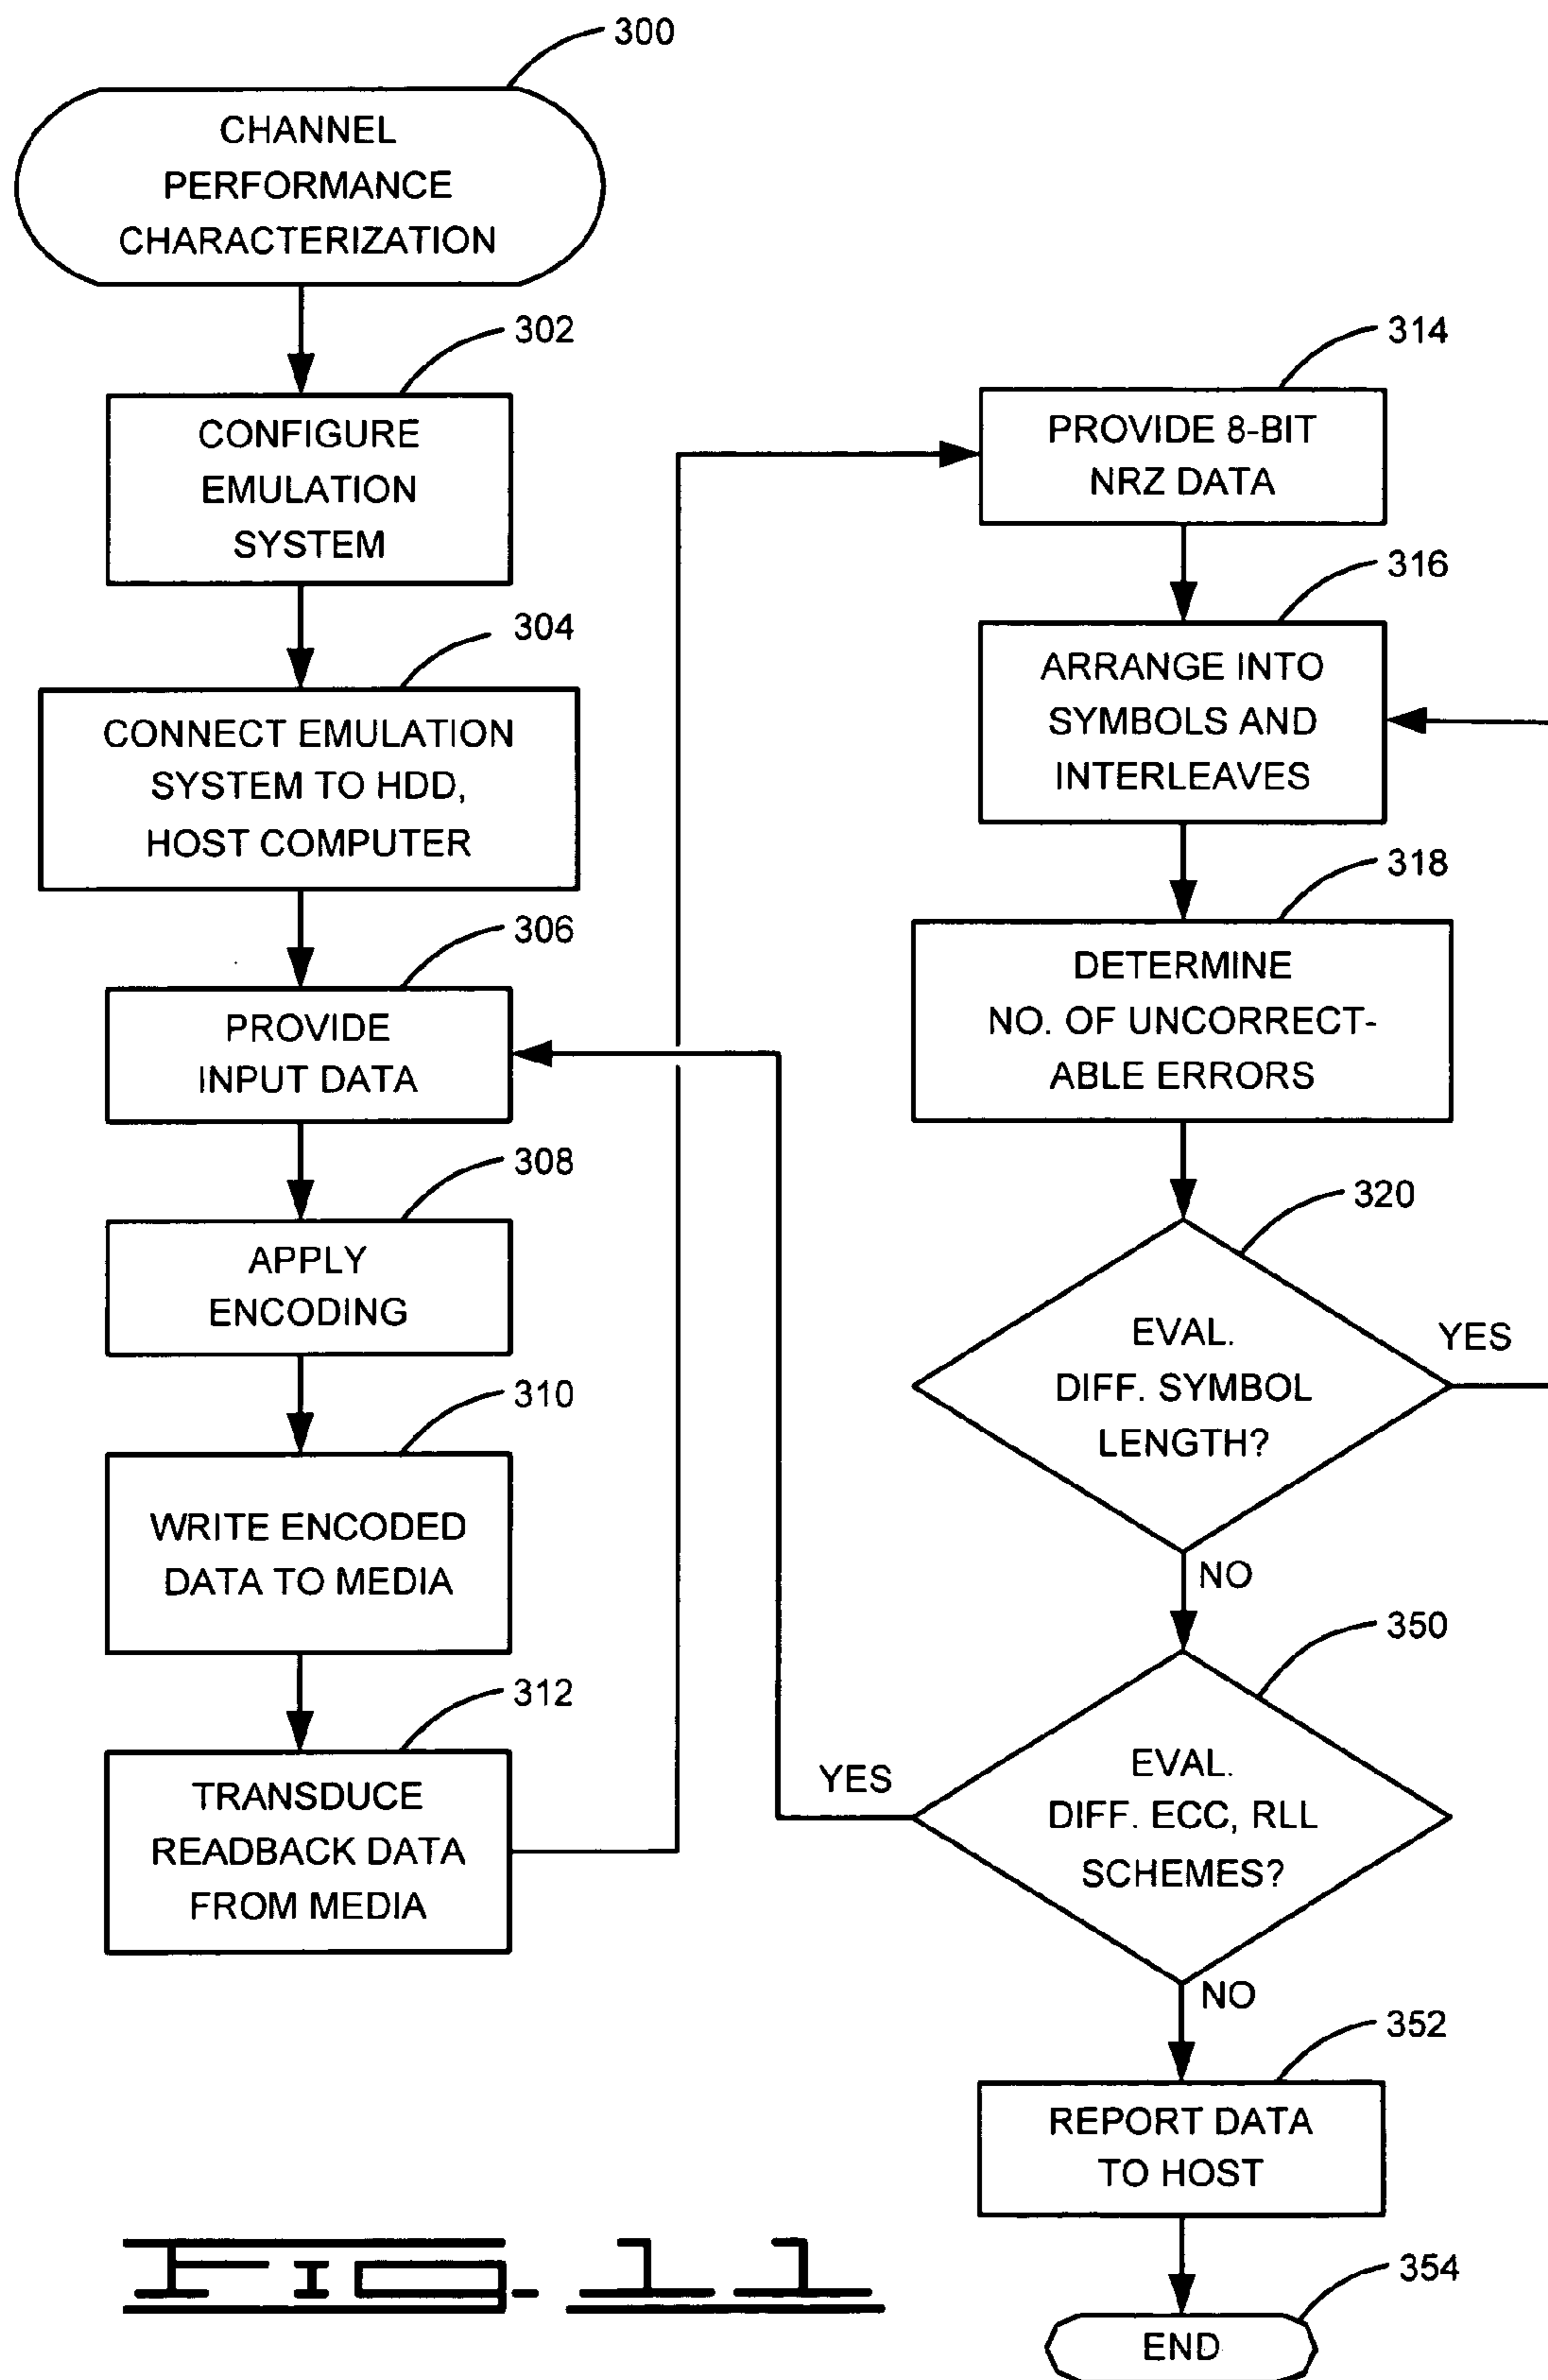 300
CHANNEL
PERFORMANCE
CHARACTERIZATION
302
CONFIGURE
EMULATION
SYSTEM
304
CONNECT EMULATION
SYSTEM TO HDD,
HOST COMPUTER
306
PROVIDE
INPUT DATA
308
APPLY
ENCODING
310
WRITE ENCODED
DATA TO MEDIA
312
TRANSDUCE
READBACK DATA
FROM MEDIA
314
PROVIDE 8-BIT
NRZ DATA
316
ARRANGE INTO
SYMBOLS AND
INTERLEAVES
318
DETERMINE
NO. OF UNCORRECT-
ABLE ERRORS
320
EVAL.
DIFF. SYMBOL
LENGTH?
YES
NO
350
EVAL.
DIFF. ECC, RLL
SCHEMES?
YES
NO
352
REPORT DATA
TO HOST
354
END
FIG. 11